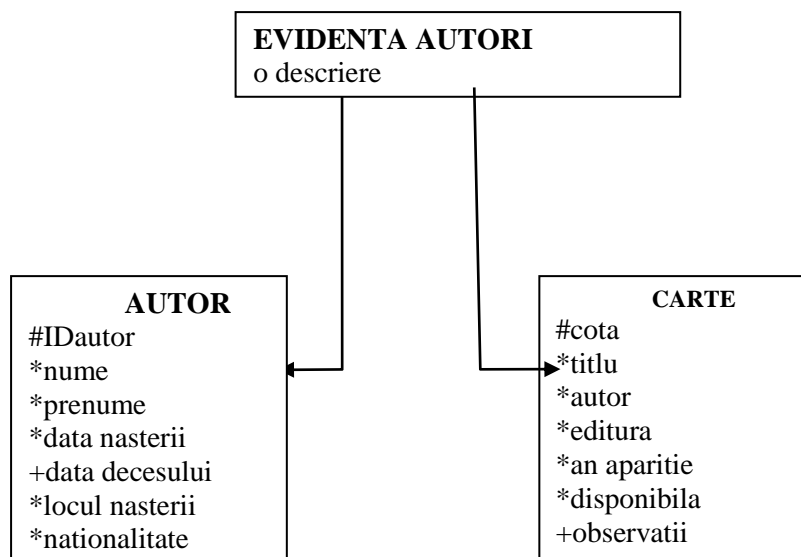 EVIDENTA AUTORI
o descriere
AUTOR
#IDautor
*nume
*prenume
*data nasterii
+data decesului
*locul nasterii
*nationalitate
CARTE
#cota
*titlu
*autor
*editura
*an aparitie
*disponibila
+observatii